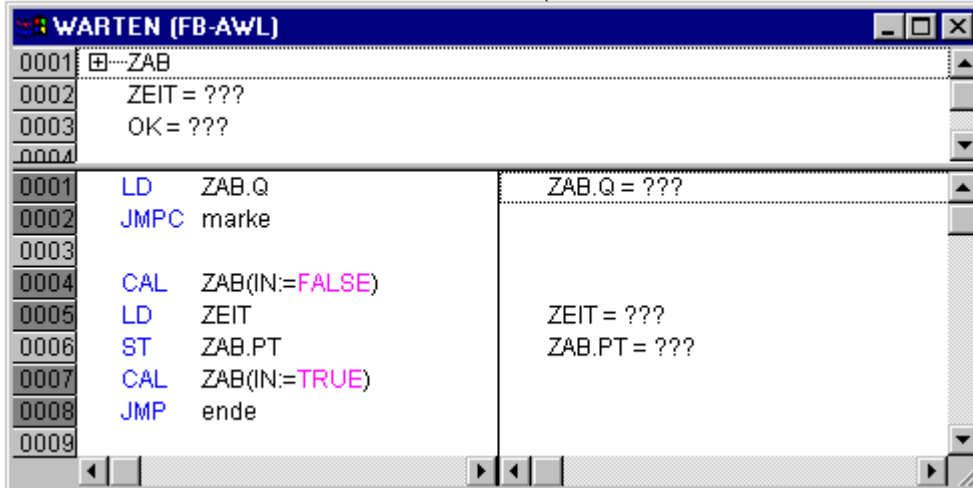 WARTEN (FB-AWL)
0001 ZAB
0002 ZEIT = ???
0003 OK = ???
0004
0001 LD ZAB.Q ZAB.Q = ???
0002 JMPC marke
0003
0004 CAL ZAB(IN:=FALSE)
0005 LD ZEIT ZEIT = ???
0006 ST ZAB.PT ZAB.PT = ???
0007 CAL ZAB(IN:=TRUE)
0008 JMP ende
0009